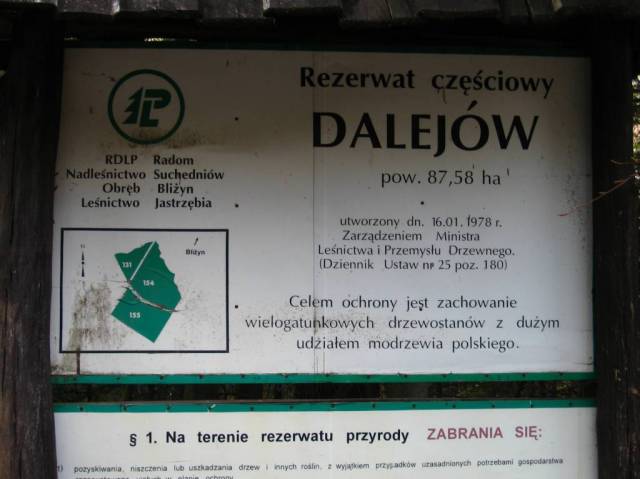 Rezerwat częściowy
DALEJÓW
pow. 87,58 ha
LP
RDLP Radom
Nadleśnictwo Suchedniów
Obręb Bliżyn
Leśnictwo Jastrzębia
utworzony dn. 16.01. 1978 r.
Zarządzeniem Ministra
Leśnictwa i Przemysłu Drzewnego.
(Dziennik Ustaw nr 25 poz. 180)
Bliżyn
151
154
155
Celem ochrony jest zachowanie
wielogatunkowych drzewostanów z dużym
udziałem modrzewia polskiego.
§ 1. Na terenie rezerwatu przyrody ZABRANIA SIĘ:
pozyskiwania, niszczenia lub uszkadzania drzew i innych roślin, z wyjątkiem przypadków uzasadnionych potrzebami gospodarstwa